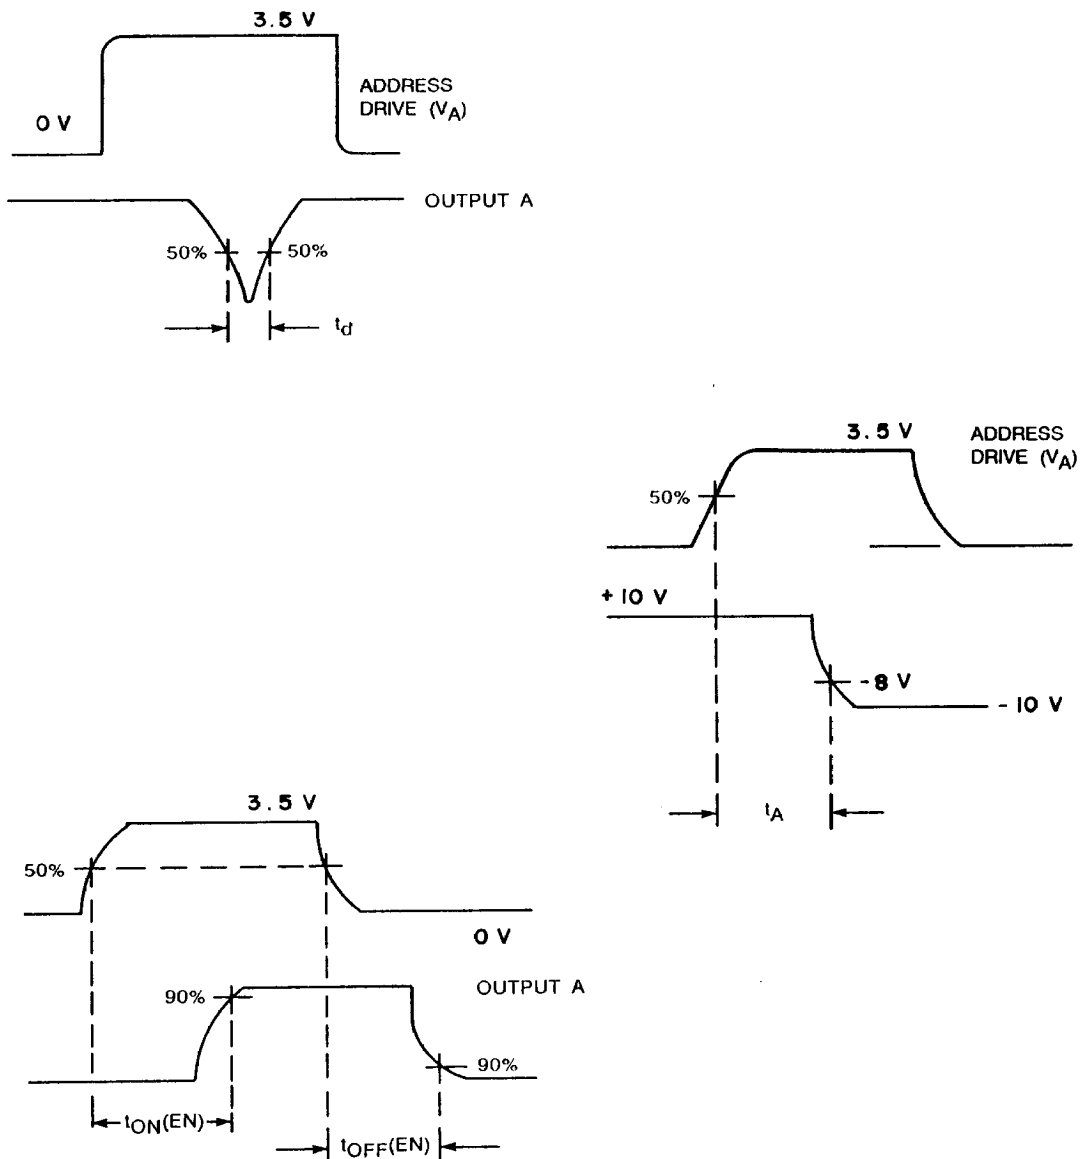 3.5 V
ADDRESS
DRIVE (VA)
0 V
OUTPUT A
50%
50%
td
3.5 V
ADDRESS
DRIVE (VA)
50%
+10 V
-8 V
-10 V
tA
3.5 V
50%
0 V
OUTPUT A
90%
90%
tON(EN)
tOFF(EN)